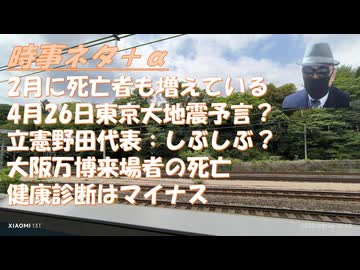 時事ネタ＋α
2月に死亡者も増えている
4月26日東京大地震予言？
立憲野田代表：しぶしぶ？
大阪万博来場者の死亡
健康診断はマイナス
XIAOMI 13T